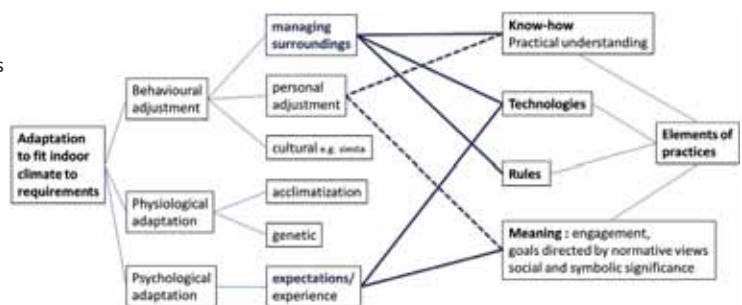 s
Adaptation
to fit indoor
climate to
requirements
Behavioural
adjustment
Physiological
adaptation
Psychological
adaptation
managing
surroundings
personal
adjustment
cultural e.g. siesta
acclimatization
genetic
expectations/
experience
Know-how
Practical understanding
Technologies
Rules
Meaning : engagement,
goals directed by normative views
social and symbolic significance
Elements of
practices